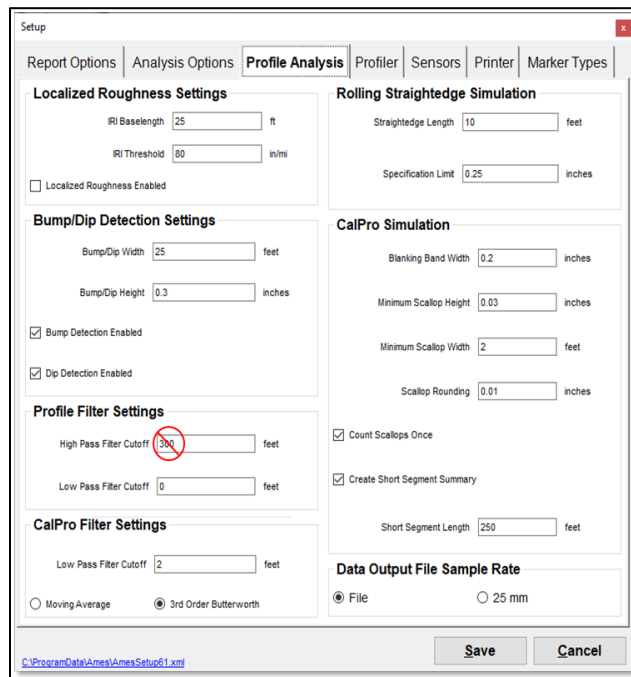 Setup
x
Report Options Analysis Options Profile Analysis Profiler Sensors Printer Marker Types
Localized Roughness Settings
IRI Baselength 25 ft
IRI Threshold 80 in/mi
Localized Roughness Enabled
Bump/Dip Detection Settings
Bump/Dip Width 25 feet
Bump/Dip Height 0.3 inches
Bump Detection Enabled
Dip Detection Enabled
Profile Filter Settings
High Pass Filter Cutoff 300 feet
Low Pass Filter Cutoff 0 feet
CalPro Filter Settings
Low Pass Filter Cutoff 2 feet
Moving Average 3rd Order Butterworth
Rolling Straightedge Simulation
Straightedge Length 10 feet
Specification Limit 0.25 inches
CalPro Simulation
Blanking Band Width 0.2 inches
Minimum Scallop Height 0.03 inches
Minimum Scallop Width 2 feet
Scallop Rounding 0.01 inches
Count Scallops Once
Create Short Segment Summary
Short Segment Length 250 feet
Data Output File Sample Rate
File 25 mm
C:\ProgramData\Ames\AmesSetup61.xml
Save Cancel